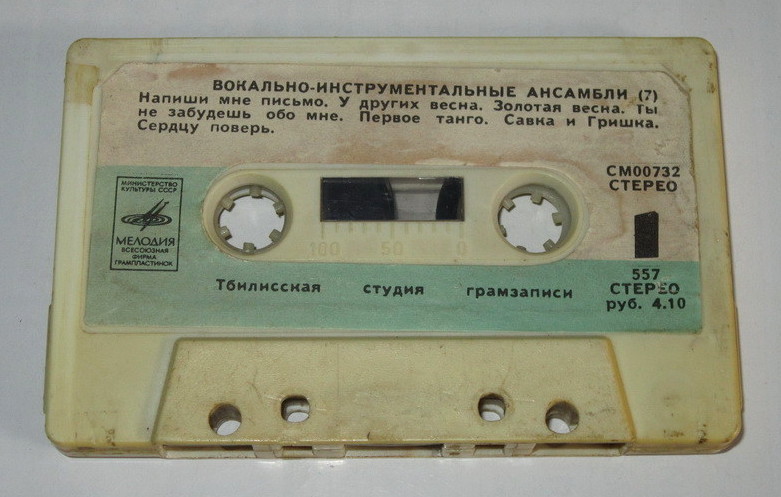 ВОКАЛЬНО-ИНСТРУМЕНТАЛЬНЫЕ АНСАМБЛИ (7)
Напиши мне письмо. У других весна. Золотая весна. Ты
не забудешь обо мне. Первое танго. Савка и Гришка.
Сердцу поверь.
СМ00732
СТЕРЕО
МИНИСТЕРСТВО
КУЛЬТУРЫ СССР
МЕЛОДИЯ
ВСЕСОЮЗНАЯ
ФИРМА
ГРАМПЛАСТИНОК
1
100 50 0
557
СТЕРЕО
руб. 4.10
Тбилисская студия грамзаписи